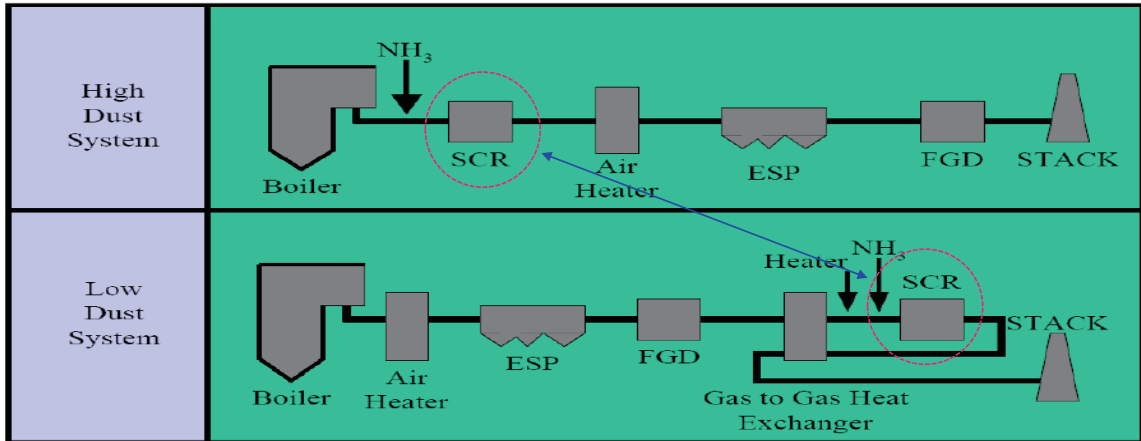 High
Dust
System
NH₃
Boiler
SCR
Air
Heater
ESP
FGD
STACK
Low
Dust
System
Boiler
Air
Heater
ESP
FGD
Heater
NH₃
SCR
STACK
Gas to Gas Heat
Exchanger